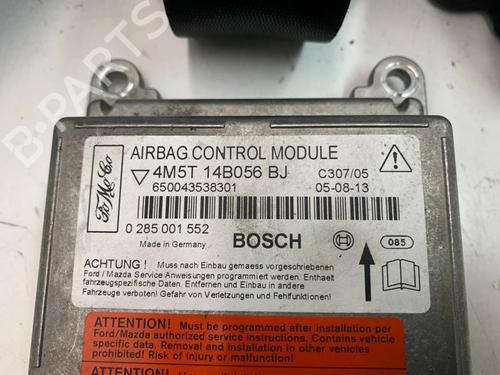 B-PARTS
FoMoCo
AIRBAG CONTROL MODULE
4M5T 14B056 BJ
C307/05
650043538301
05-08-13
0 285 001 552
Made in Germany
BOSCH
085
ACHTUNG ! Muss nach Einbau gemaess vorgeschriebenen
Ford / Mazda Service Anweisungen programmiert werden. Enthaelt
fahrzeugspezifische Daten. Entfernen und Einbau in andere
Fahrzeuge verboten! Gefahr von Verletzungen und Fehlfunktionen!
ATTENTION! Must be programmed after installation per
Ford/Mazda authorized service instructions. Contains vehicle
specific data. Removal and installation in other vehicles
prohibited! Risk of injury or malfunction!